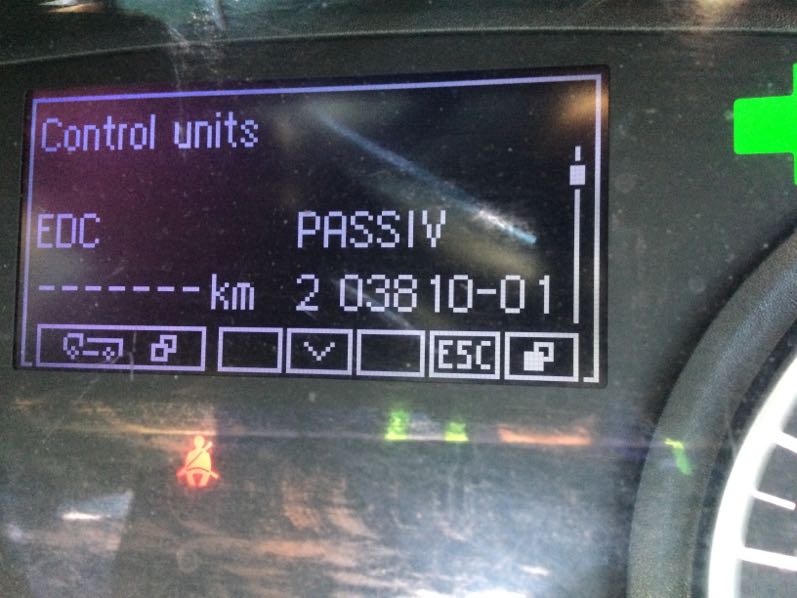 Control units
EDC PASSIV
-------km 2 03810-01
ESC